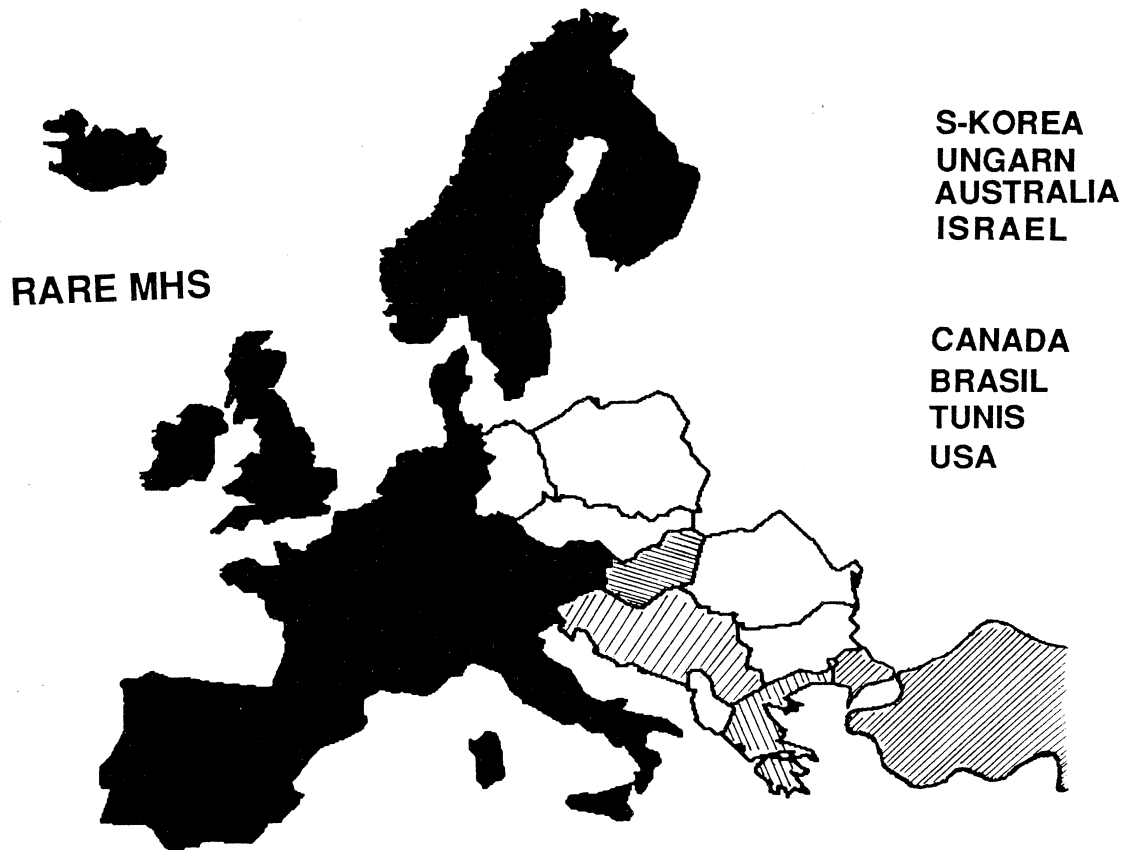 S-KOREA
UNGARN
AUSTRALIA
ISRAEL
RARE MHS
CANADA
BRASIL
TUNIS
USA